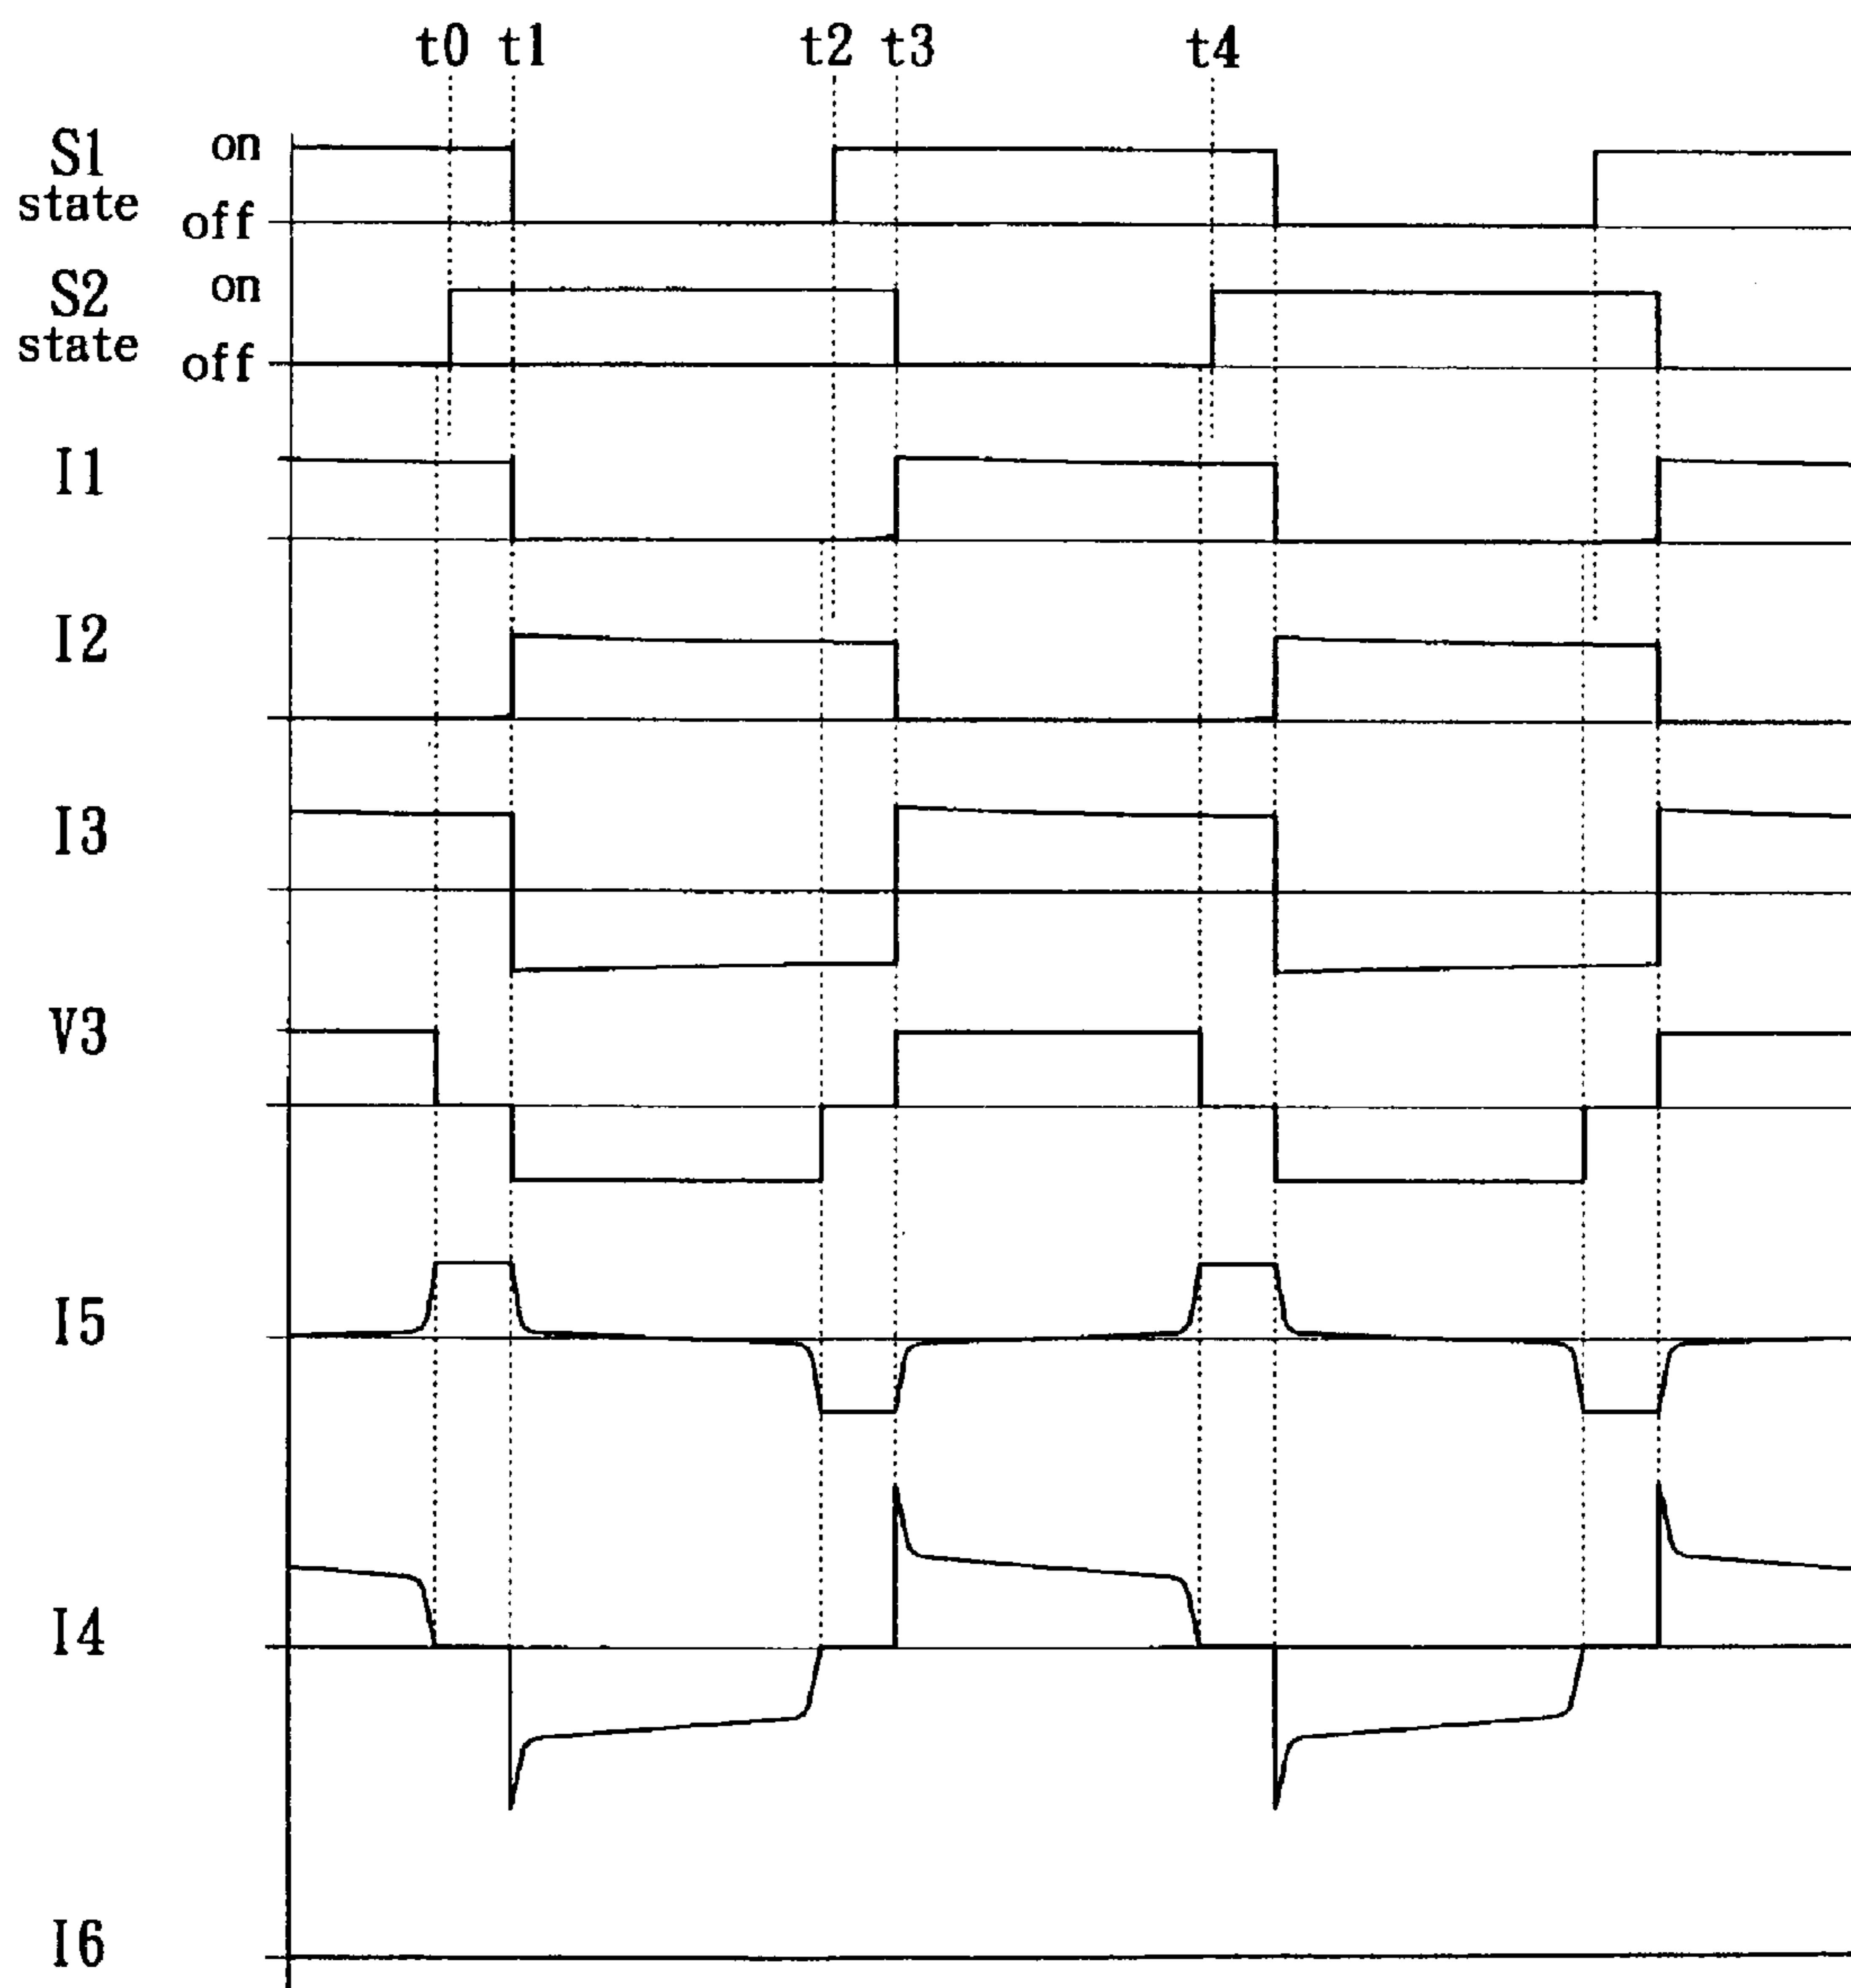 t0 t1 t2 t3 t4
S1 state on
off
S2 state on
off
I1
I2
I3
V3
I5
I4
I6